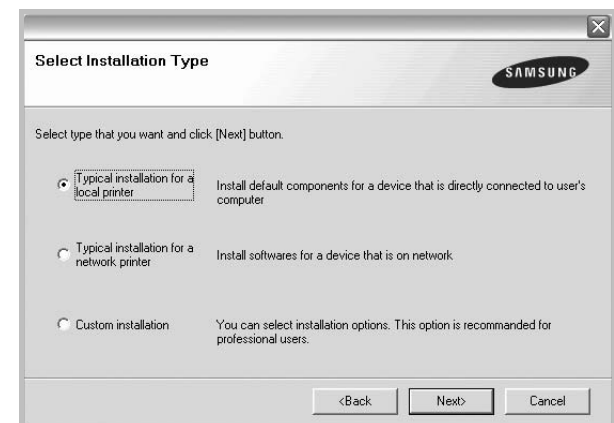 Select Installation Type
SAMSUNG
Select type that you want and click [Next] button.
Typical installation for a
local printer
Install default components for a device that is directly connected to user's
computer
Typical installation for a
network printer
Install softwares for a device that is on network
Custom installation
You can select installation options. This option is recommanded for
professional users.
<Back
Next>
Cancel